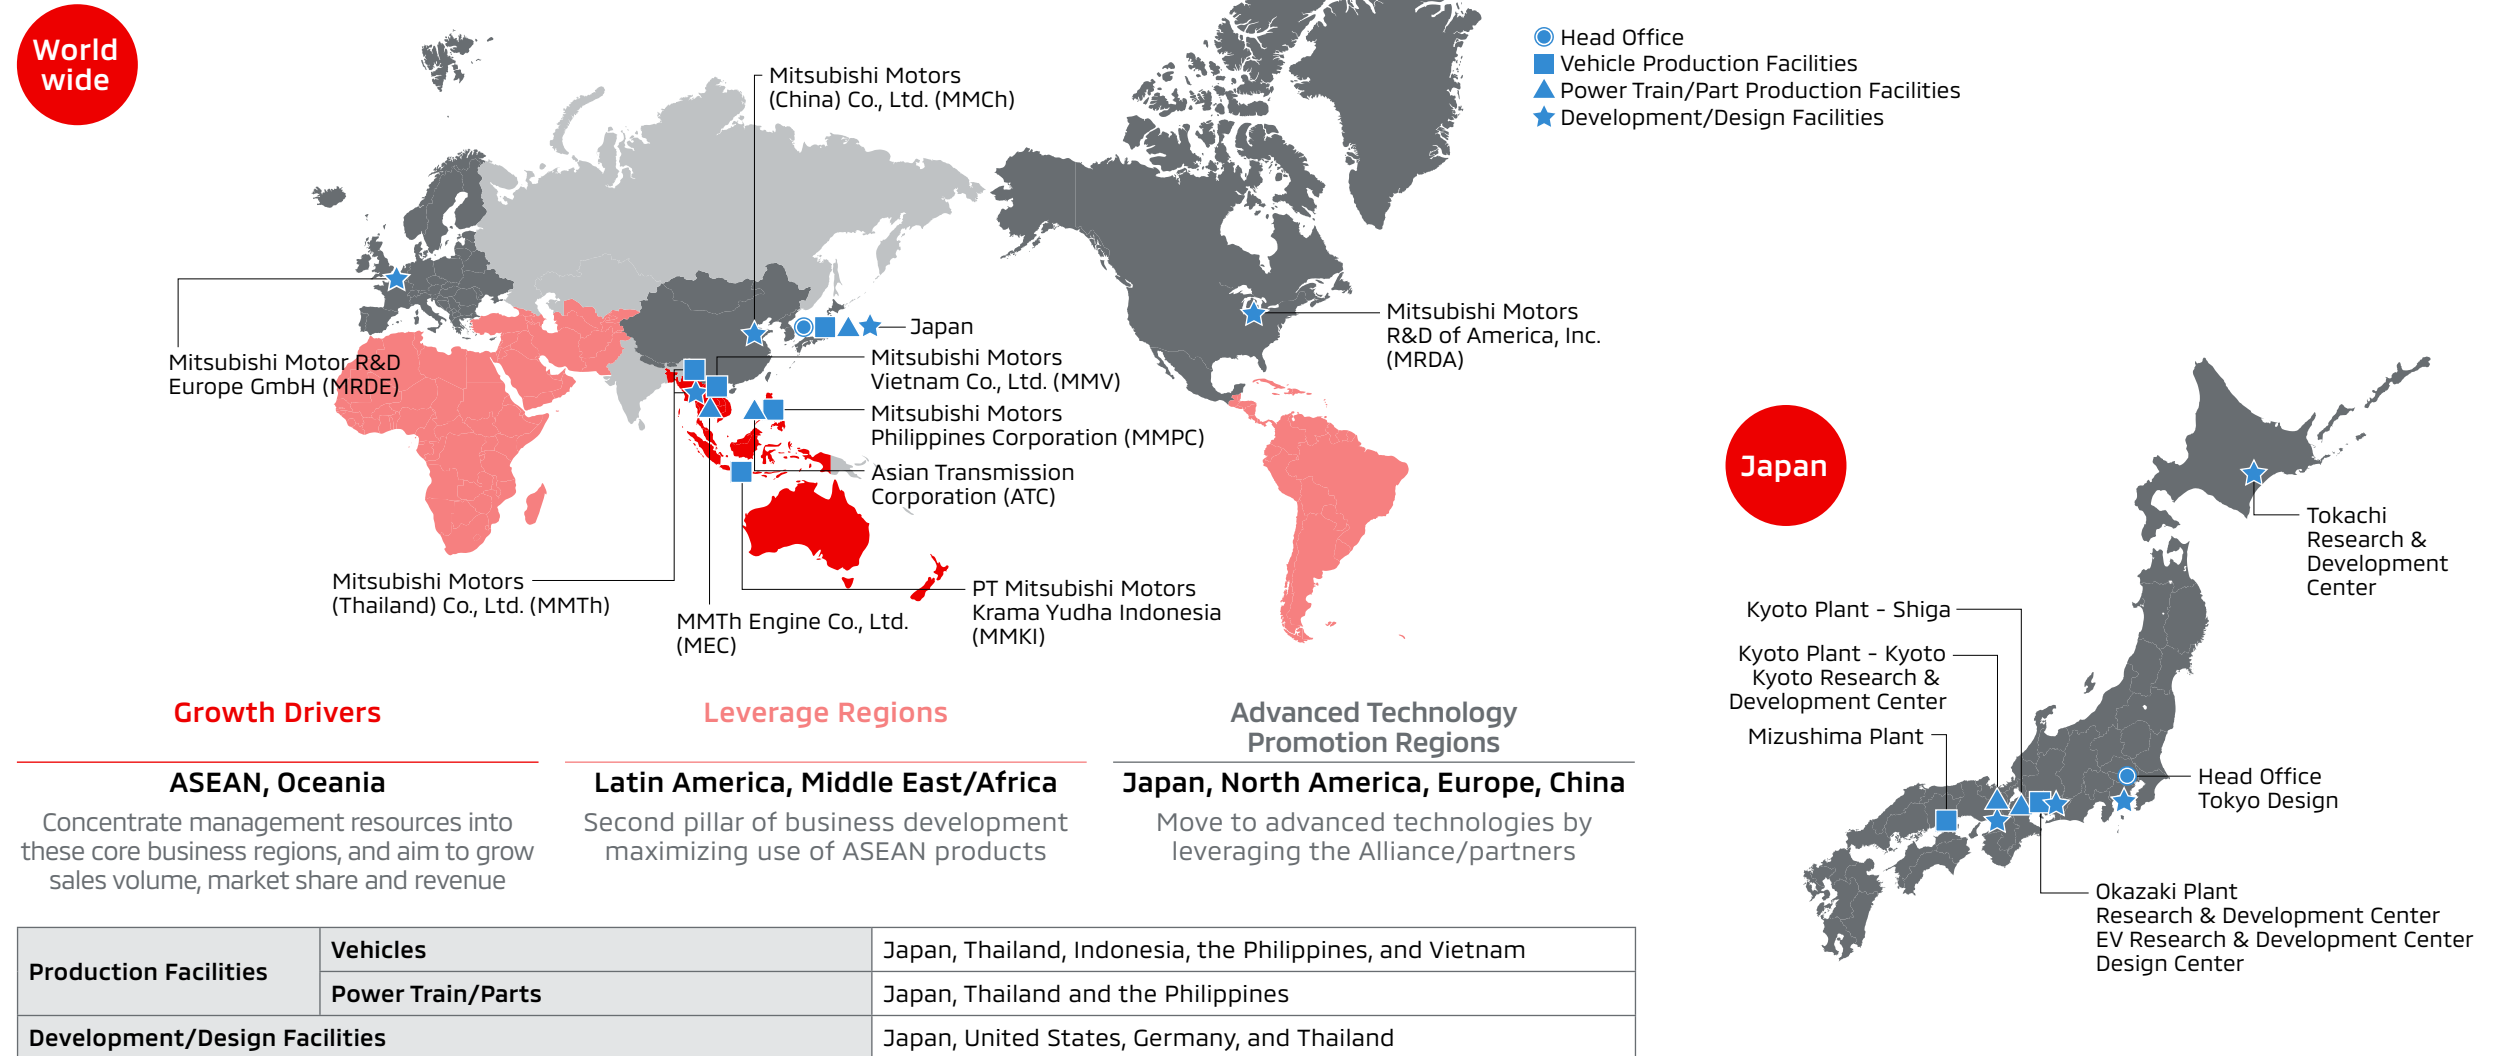 World
wide
Mitsubishi Motors
(China) Co., Ltd. (MMCh)
Head Office
Vehicle Production Facilities
Power Train/Part Production Facilities
Development/Design Facilities
Mitsubishi Motor R&D
Europe GmbH (MRDE)
Japan
Mitsubishi Motors
Vietnam Co., Ltd. (MMV)
Mitsubishi Motors
Philippines Corporation (MMPC)
Asian Transmission
Corporation (ATC)
Mitsubishi Motors
R&D of America, Inc.
(MRDA)
Mitsubishi Motors
(Thailand) Co., Ltd. (MMTh)
MMTh Engine Co., Ltd.
(MEC)
PT Mitsubishi Motors
Krama Yudha Indonesia
(MMKI)
Japan
Tokachi
Research &
Development
Center
Kyoto Plant - Shiga
Kyoto Plant - Kyoto
Kyoto Research &
Development Center
Mizushima Plant
Head Office
Tokyo Design
Okazaki Plant
Research & Development Center
EV Research & Development Center
Design Center
Growth Drivers
ASEAN, Oceania
Concentrate management resources into
these core business regions, and aim to grow
sales volume, market share and revenue
Leverage Regions
Latin America, Middle East/Africa
Second pillar of business development
maximizing use of ASEAN products
Advanced Technology
Promotion Regions
Japan, North America, Europe, China
Move to advanced technologies by
leveraging the Alliance/partners
Production Facilities
Vehicles
Japan, Thailand, Indonesia, the Philippines, and Vietnam
Power Train/Parts
Japan, Thailand and the Philippines
Development/Design Facilities
Japan, United States, Germany, and Thailand